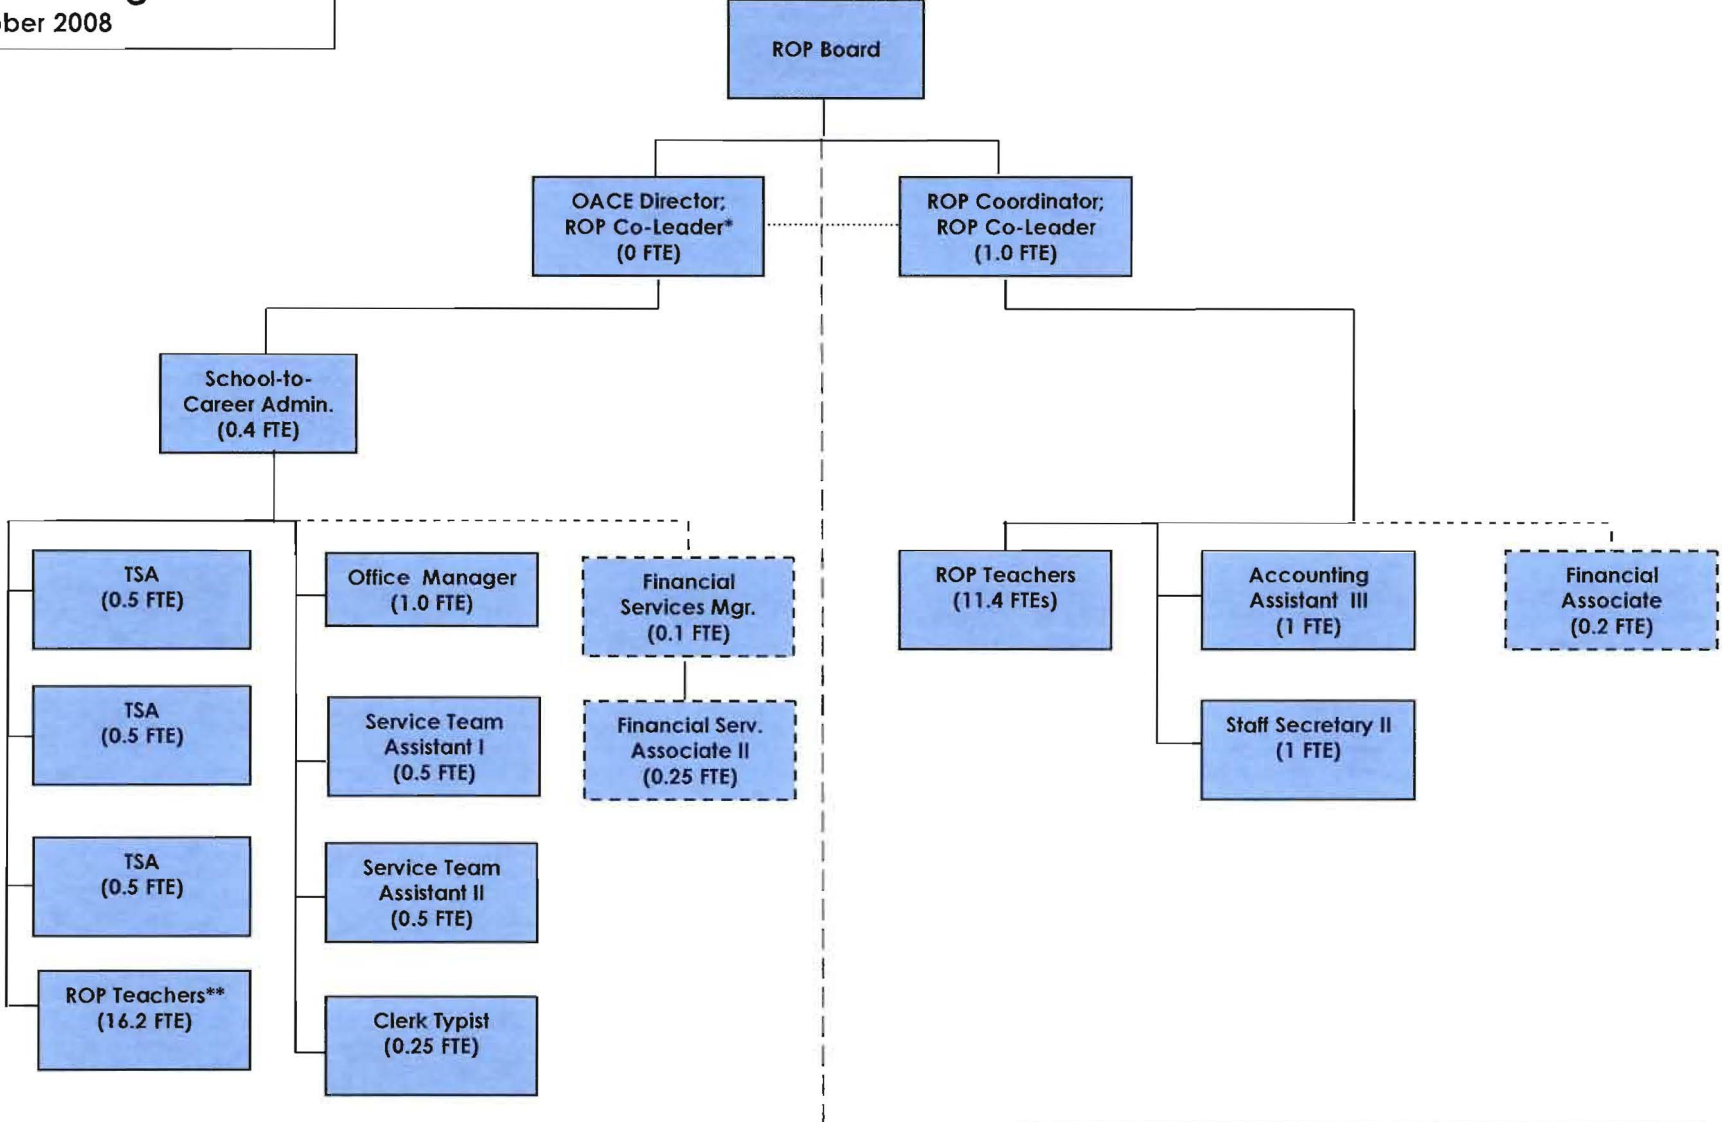 2008
ROP Board
OACE Director;
ROP Co-Leader*
(0 FTE)
ROP Coordinator;
ROP Co-Leader
(1.0 FTE)
School-to-
Career Admin.
(0.4 FTE)
TSA
(0.5 FTE)
Office Manager
(1.0 FTE)
Financial
Services Mgr.
(0.1 FTE)
ROP Teachers
(11.4 FTEs)
Accounting
Assistant III
(1 FTE)
Financial
Associate
(0.2 FTE)
TSA
(0.5 FTE)
Service Team
Assistant I
(0.5 FTE)
Financial Serv.
Associate II
(0.25 FTE)
Staff Secretary II
(1 FTE)
TSA
(0.5 FTE)
Service Team
Assistant II
(0.5 FTE)
ROP Teachers**
(16.2 FTE)
Clerk Typist
(0.25 FTE)